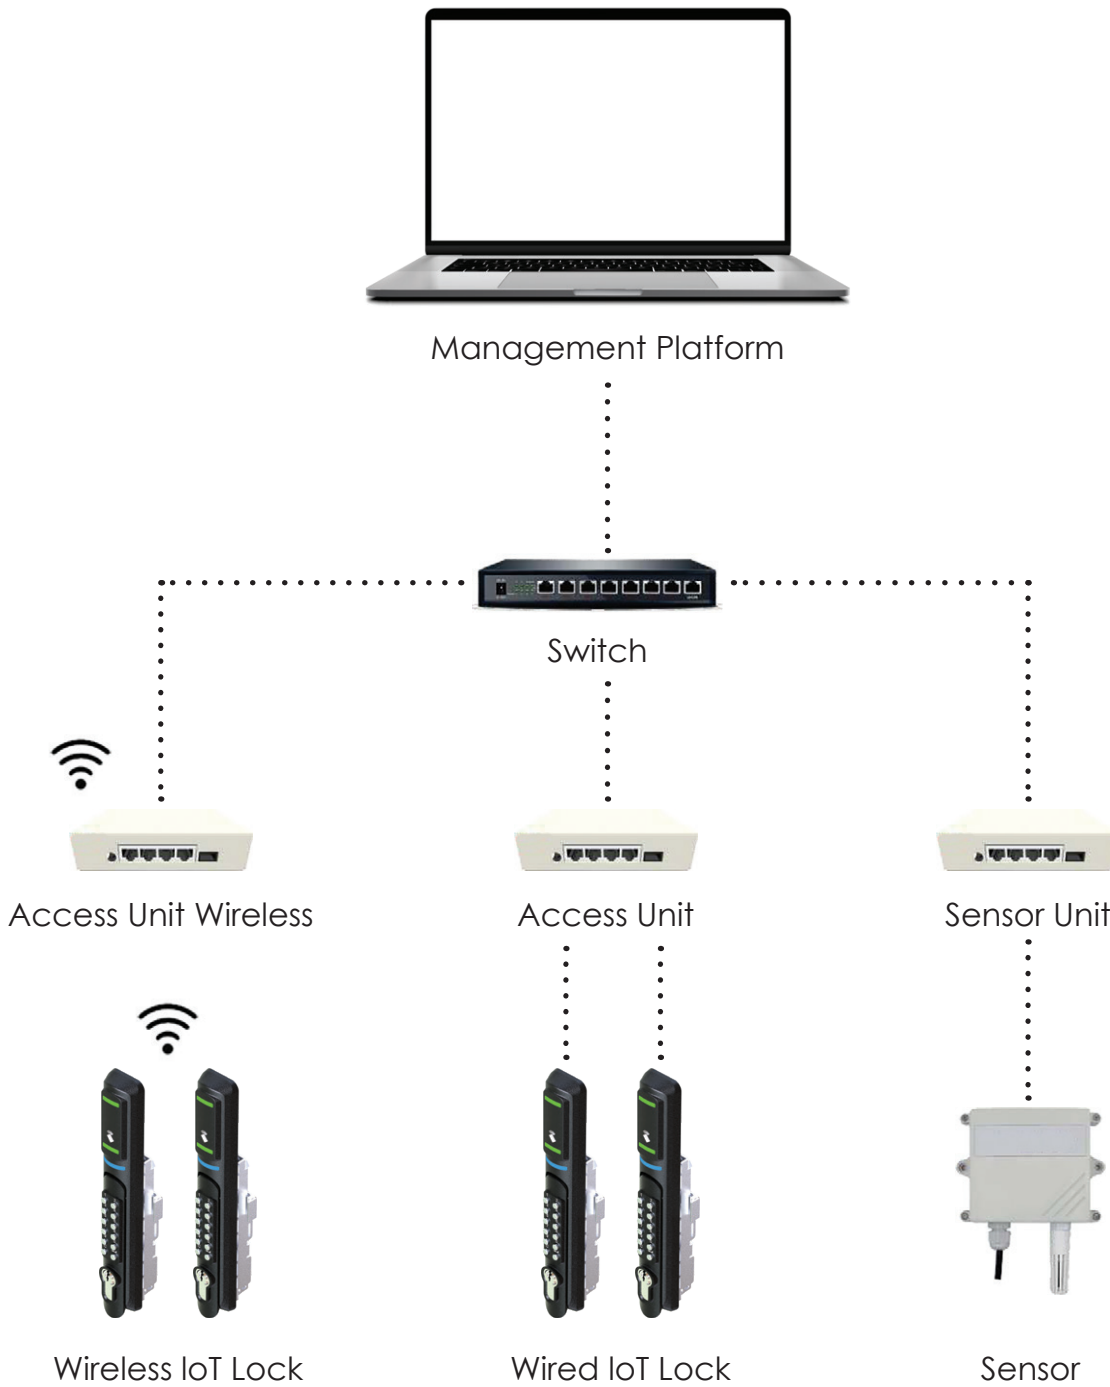 Management Platform
Switch
Access Unit Wireless
Access Unit
Sensor Unit
Wireless IoT Lock
Wired IoT Lock
Sensor